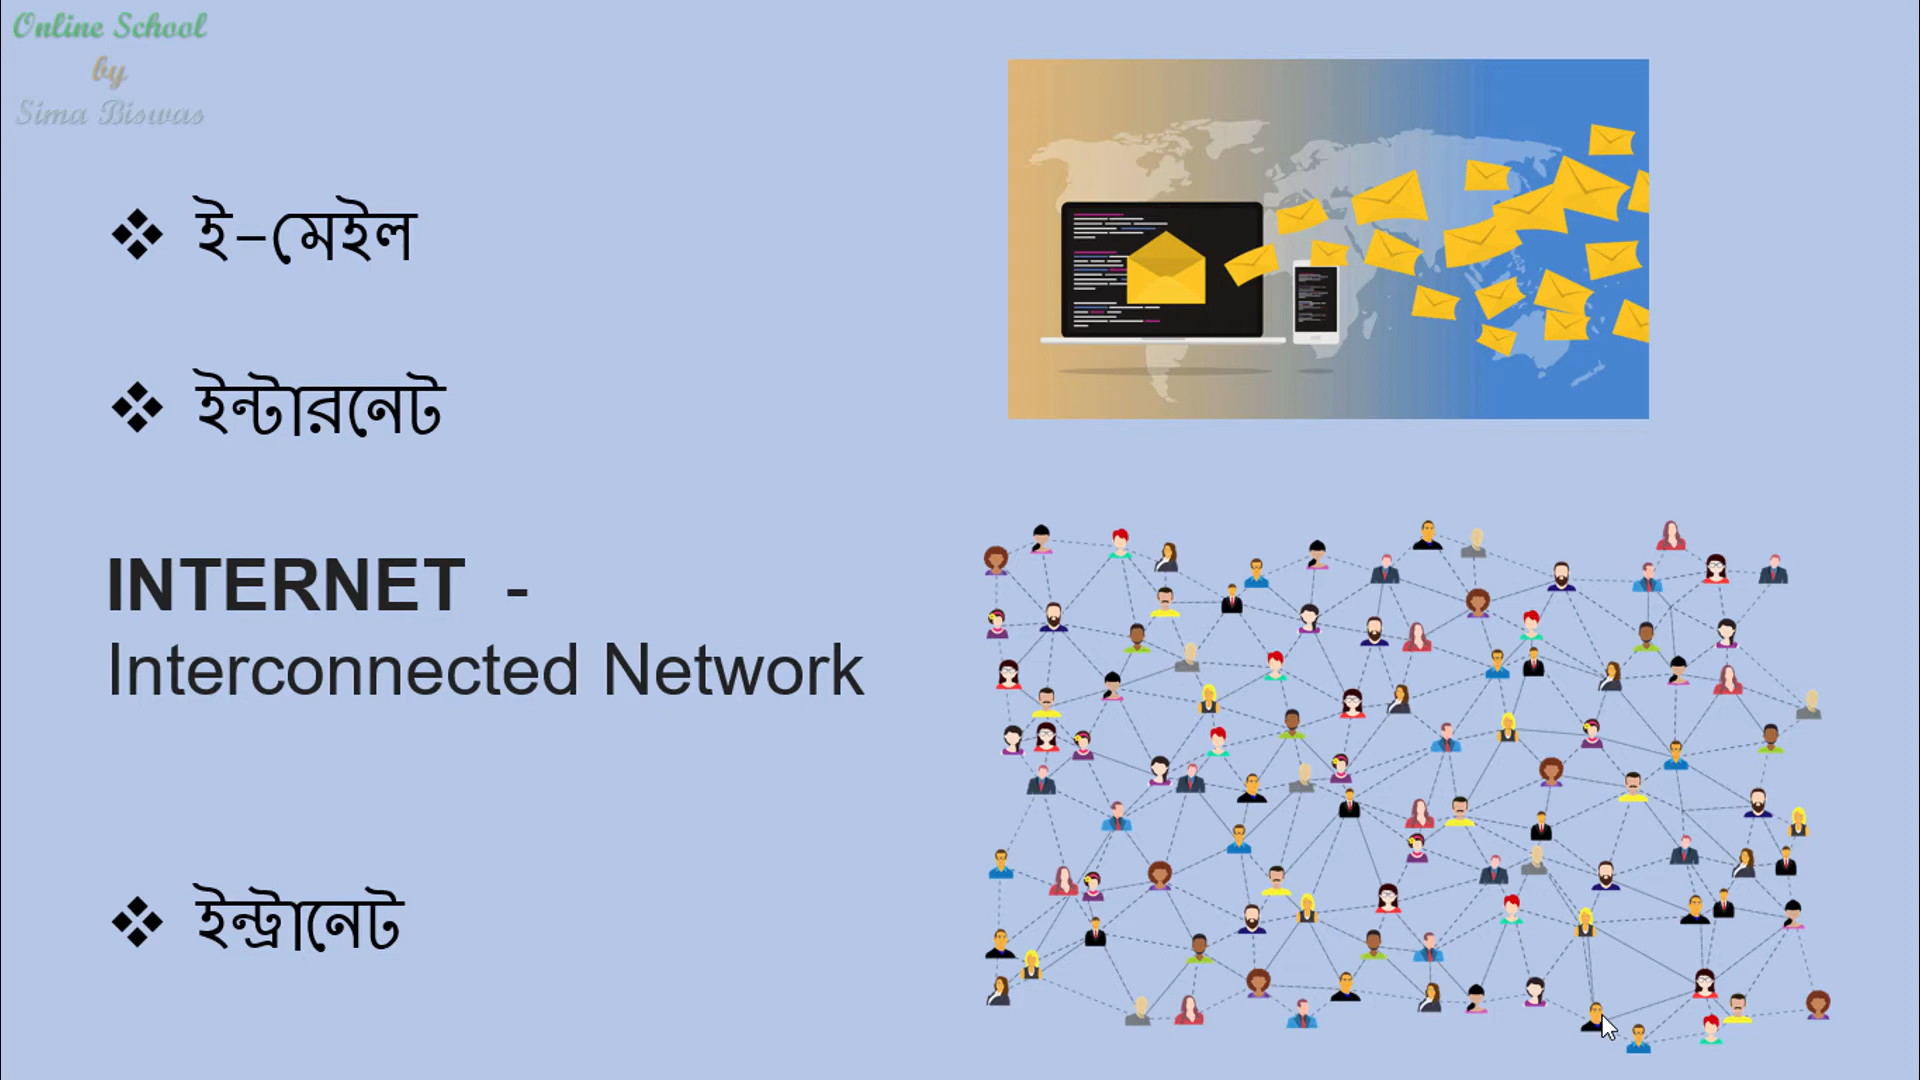 Online School
by
Sima Biswas
❖ ই-মেইল
❖ ইন্টারনেট
INTERNET -
Interconnected Network
❖ ইন্ট্রানেট